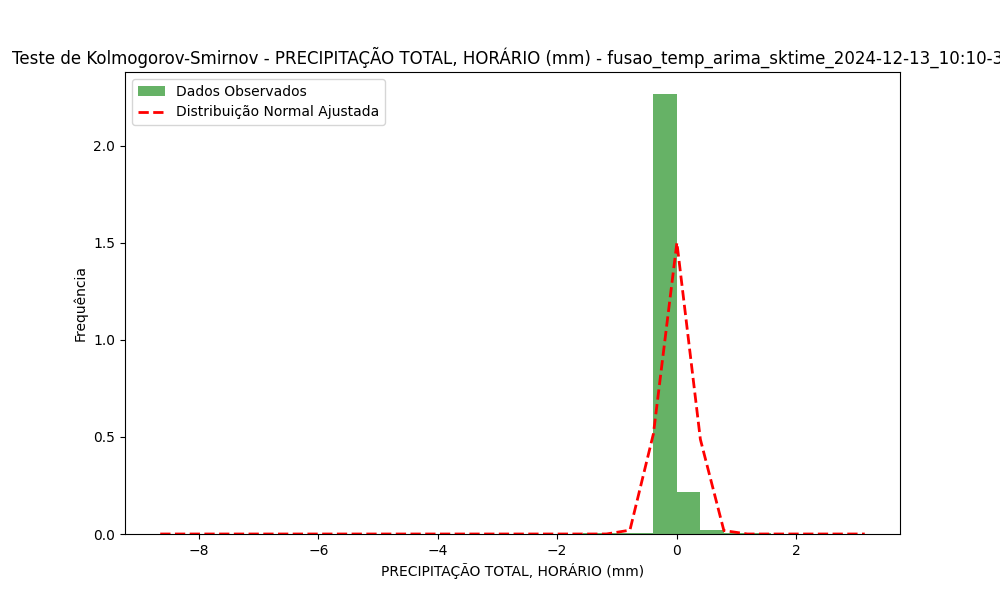 Teste de Kolmogorov-Smirnov - PRECIPITAÇÃO TOTAL, HORÁRIO (mm) - fusao_temp_arima_sktime_2024-12-13_10:10-3
Dados Observados
Distribuição Normal Ajustada
Frequência
2.0
1.5
1.0
0.5
0.0
−8 −6 −4 −2 0 2
PRECIPITAÇÃO TOTAL, HORÁRIO (mm)